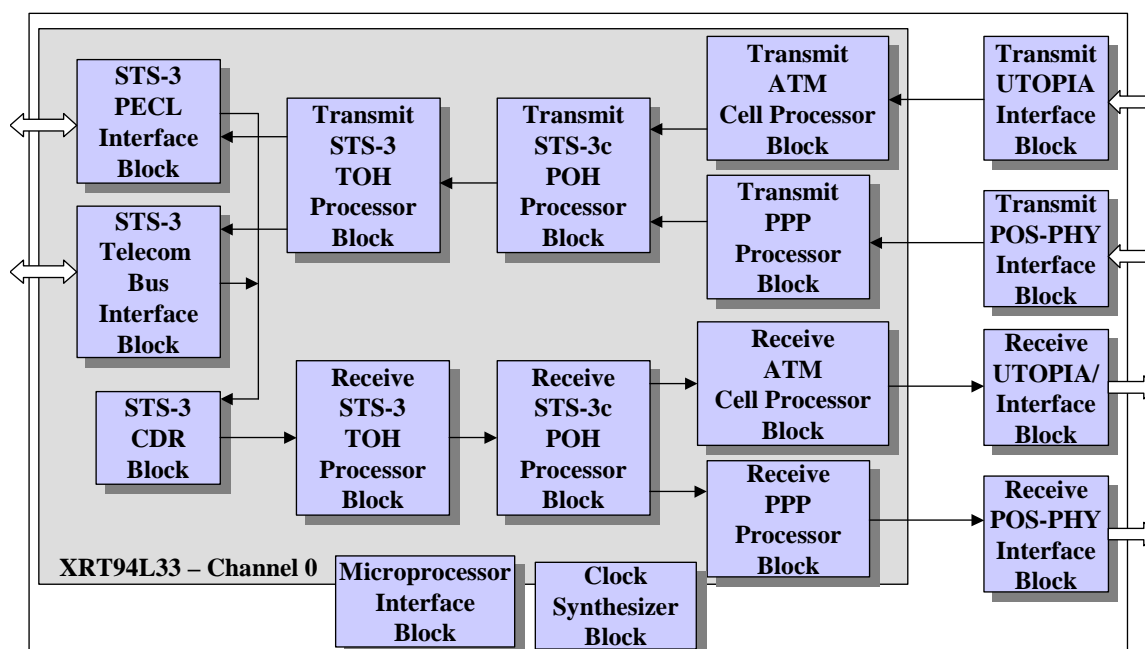 STS-3
PECL
Interface
Block
Transmit
STS-3
TOH
Processor
Block
Transmit
STS-3c
POH
Processor
Block
Transmit
ATM
Cell Processor
Block
Transmit
UTOPIA
Interface
Block
STS-3
Telecom
Bus
Interface
Block
Transmit
PPP
Processor
Block
Transmit
POS-PHY
Interface
Block
STS-3
CDR
Block
Receive
STS-3
TOH
Processor
Block
Receive
STS-3c
POH
Processor
Block
Receive
ATM
Cell Processor
Block
Receive
UTOPIA/
Interface
Block
Receive
PPP
Processor
Block
Receive
POS-PHY
Interface
Block
XRT94L33 – Channel 0
Microprocessor
Interface
Block
Clock
Synthesizer
Block